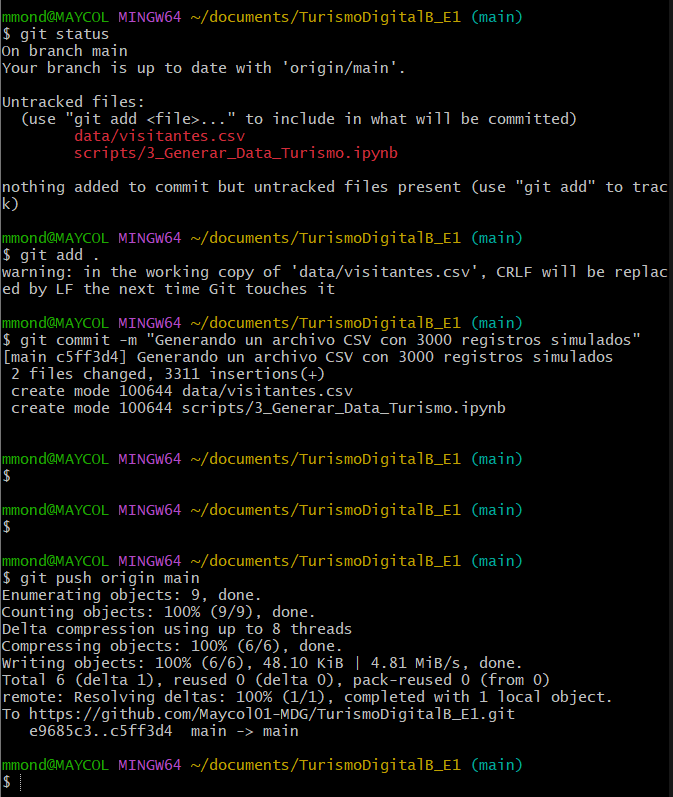 mmond@MAYCOL MINGW64 ~/documents/TurismoDigitalB_E1 (main)
$ git status
On branch main
Your branch is up to date with 'origin/main'.

Untracked files:
  (use "git add <file>..." to include in what will be committed)
        data/visitantes.csv
        scripts/3_Generar_Data_Turismo.ipynb

nothing added to commit but untracked files present (use "git add" to trac
k)

mmond@MAYCOL MINGW64 ~/documents/TurismoDigitalB_E1 (main)
$ git add .
warning: in the working copy of 'data/visitantes.csv', CRLF will be replac
ed by LF the next time Git touches it

mmond@MAYCOL MINGW64 ~/documents/TurismoDigitalB_E1 (main)
$ git commit -m "Generando un archivo CSV con 3000 registros simulados"
[main c5ff3d4] Generando un archivo CSV con 3000 registros simulados
 2 files changed, 3311 insertions(+)
 create mode 100644 data/visitantes.csv
 create mode 100644 scripts/3_Generar_Data_Turismo.ipynb


mmond@MAYCOL MINGW64 ~/documents/TurismoDigitalB_E1 (main)
$

mmond@MAYCOL MINGW64 ~/documents/TurismoDigitalB_E1 (main)
$

mmond@MAYCOL MINGW64 ~/documents/TurismoDigitalB_E1 (main)
$ git push origin main
Enumerating objects: 9, done.
Counting objects: 100% (9/9), done.
Delta compression using up to 8 threads
Compressing objects: 100% (6/6), done.
Writing objects: 100% (6/6), 48.10 KiB | 4.81 MiB/s, done.
Total 6 (delta 1), reused 0 (delta 0), pack-reused 0 (from 0)
remote: Resolving deltas: 100% (1/1), completed with 1 local object.
To https://github.com/Maycol01-MDG/TurismoDigitalB_E1.git
   e9685c3..c5ff3d4  main -> main

mmond@MAYCOL MINGW64 ~/documents/TurismoDigitalB_E1 (main)
$